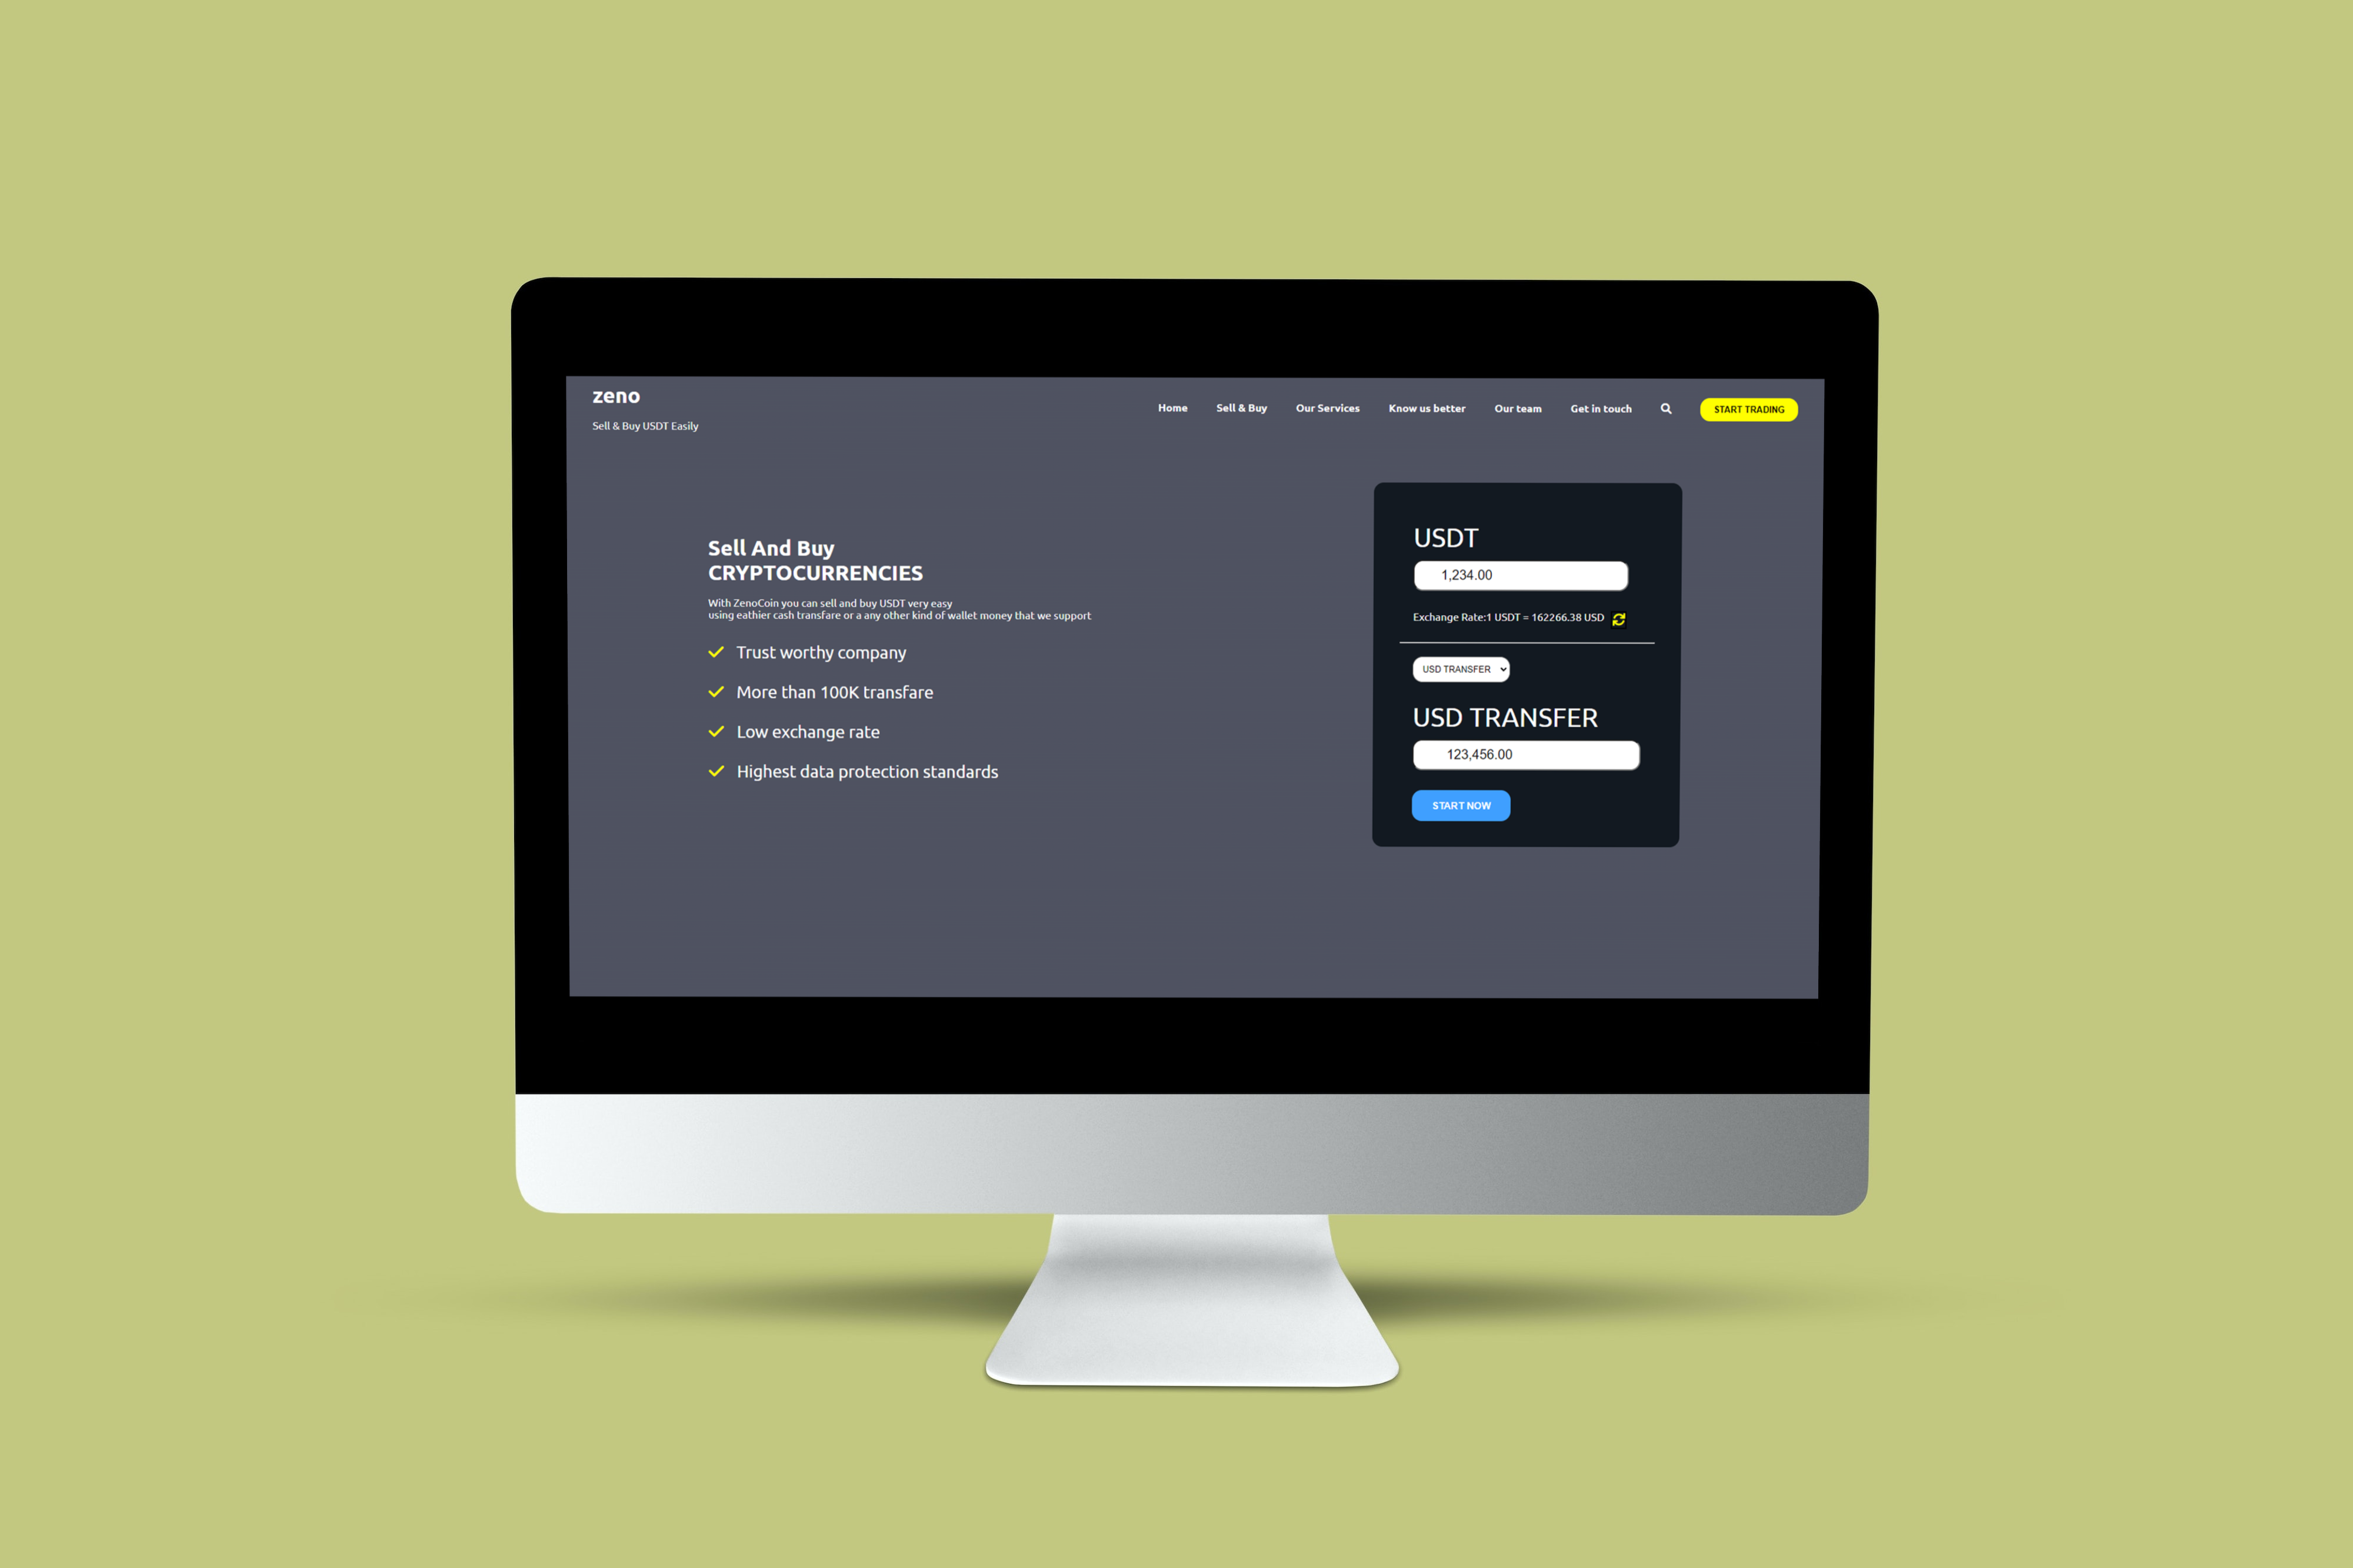 zeno
Sell & Buy USDT Easily
Home Sell & Buy Our Services Know us better Our team Get in touch START TRADING
Sell And Buy
CRYPTOCURRENCIES
With ZenoCoin you can sell and buy USDT very easy
using eathier cash transfare or a any other kind of wallet money that we support
Trust worthy company
More than 100K transfare
Low exchange rate
Highest data protection standards
USDT
1,234.00
Exchange Rate:1 USDT = 162266.38 USD
USD TRANSFER
USD TRANSFER
123,456.00
START NOW